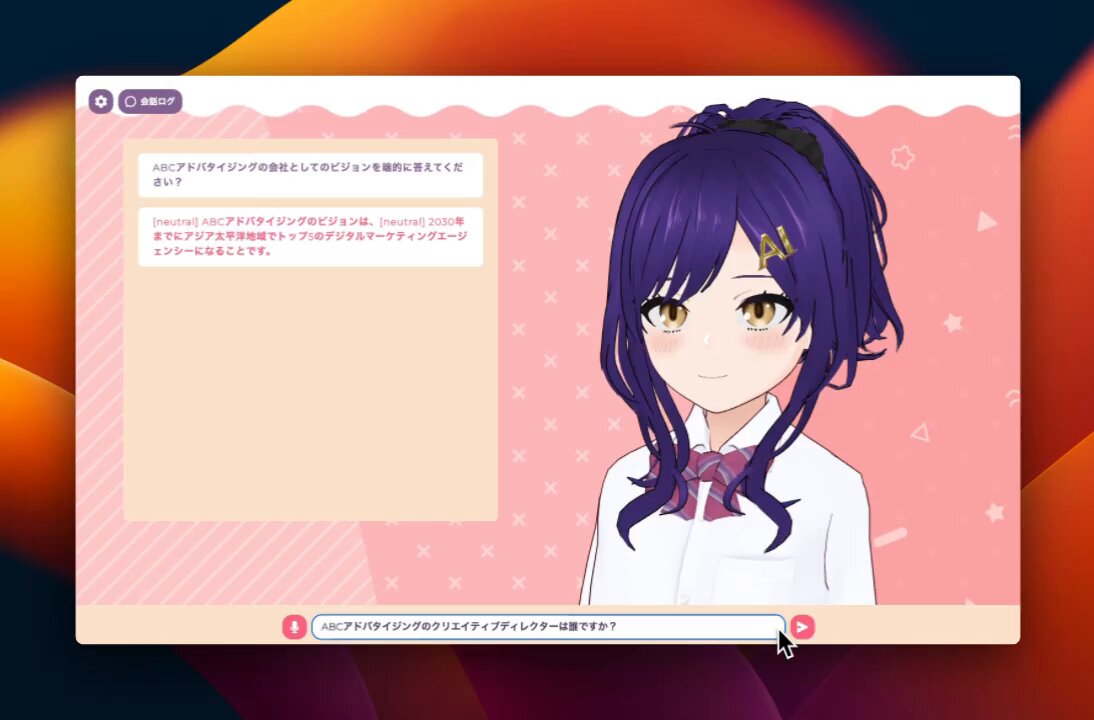 会話ログ
ABCアドバタイジングの会社としてのビジョンを端的に答えてくだ
さい？
[neutral] ABCアドバタイジングのビジョンは、[neutral] 2030年
までにアジア太平洋地域でトップ5のデジタルマーケティングエージ
ェンシーになることです。
AI
ABCアドバタイジングのクリエイティブディレクターは誰ですか？